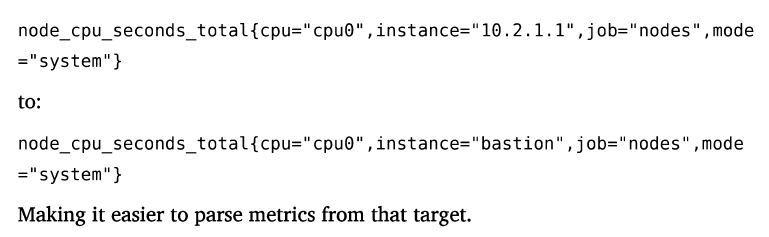 node_cpu_seconds_total{cpu="cpu0",instance="10.2.1.1",job="nodes",mode
="system"}
to:
node_cpu_seconds_total{cpu="cpu0",instance="bastion",job="nodes",mode
="system"}
Making it easier to parse metrics from that target.